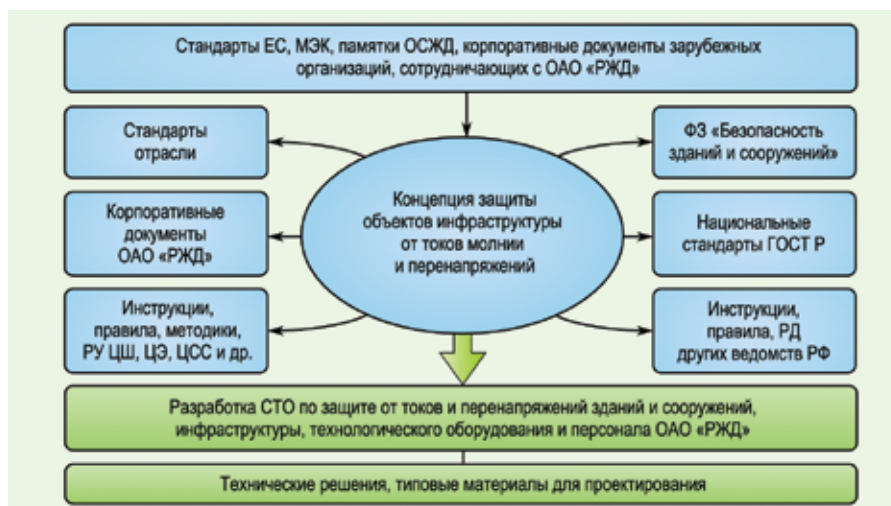 Стандарты ЕС, МЭК, памятки ОСЖД, корпоративные документы зарубежных
организаций, сотрудничающих с ОАО «РЖД»
Стандарты
отрасли
ФЗ «Безопасность
зданий и сооружений»
Концепция защиты
объектов инфраструктуры
от токов молнии
и перенапряжений
Корпоративные
документы
ОАО «РЖД»
Национальные
стандарты ГОСТ Р
Инструкции,
правила, методики,
РУ ЦШ, ЦЭ, ЦСС и др.
Инструкции,
правила, РД
других ведомств РФ
Разработка СТО по защите от токов и перенапряжений зданий и сооружений,
инфраструктуры, технологического оборудования и персонала ОАО «РЖД»
Технические решения, типовые материалы для проектирования